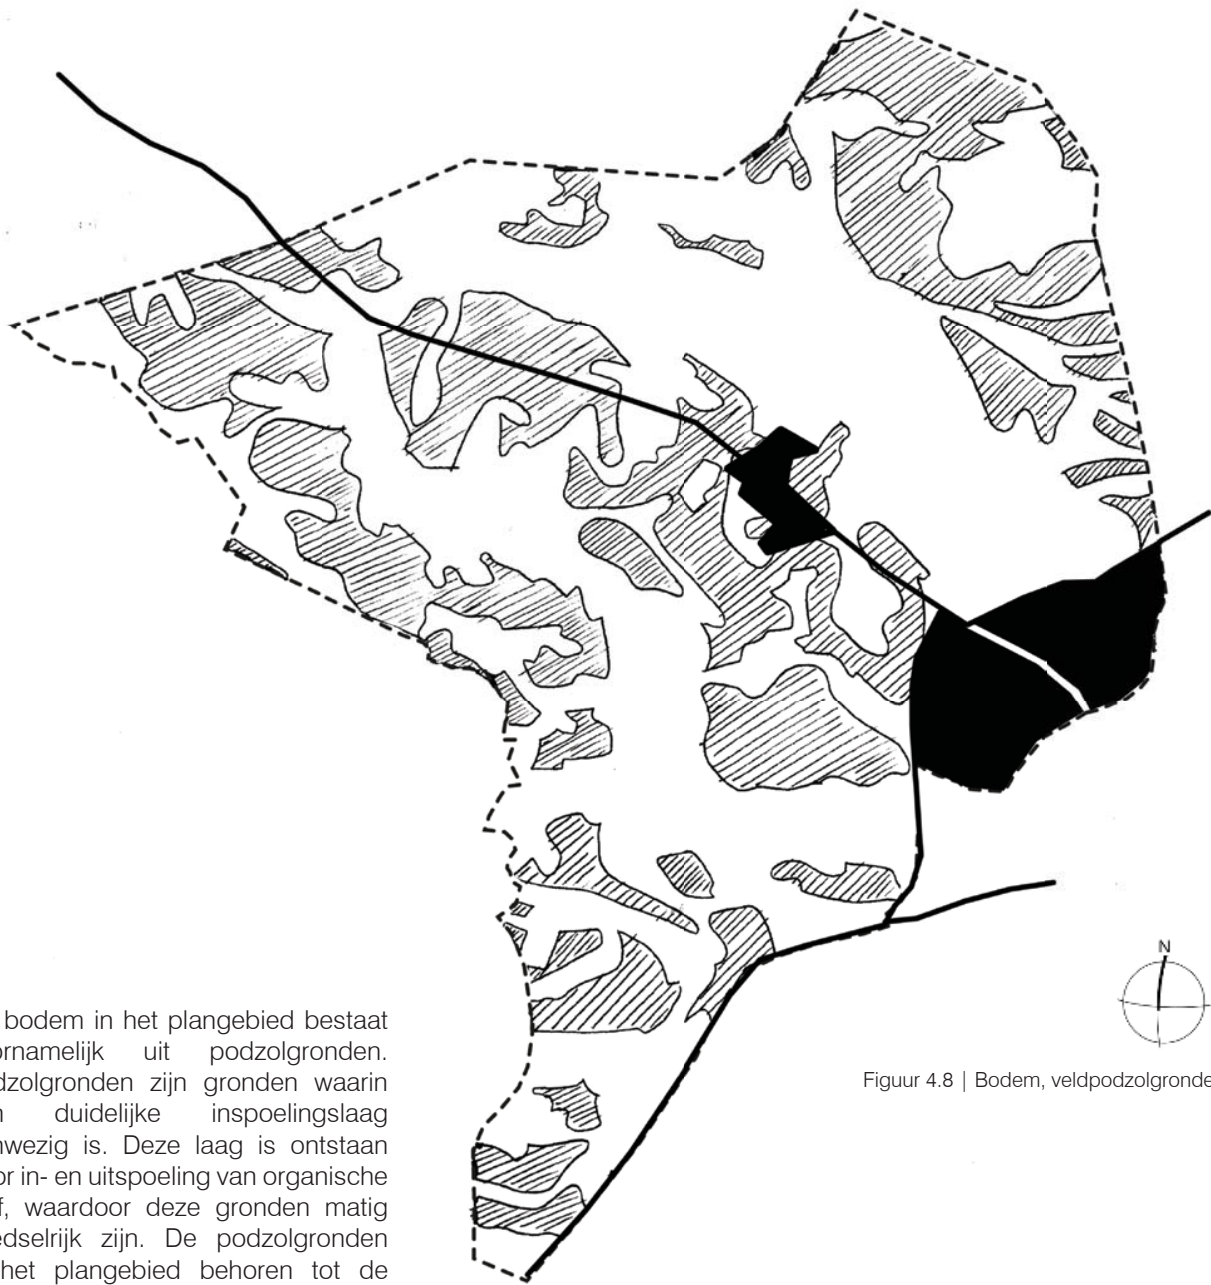 N
Figuur 4.8 | Bodem, veldpodzolgronde
bodem in het plangebied bestaat
ornamelijk uit podzolgronden.
dzolgronden zijn gronden waarin
n duidelijke inspoelingslaag
nwezig is. Deze laag is ontstaan
or in- en uitspoeling van organische
f, waardoor deze gronden matig
edselrijk zijn. De podzolgronden
het plangebied behoren tot de